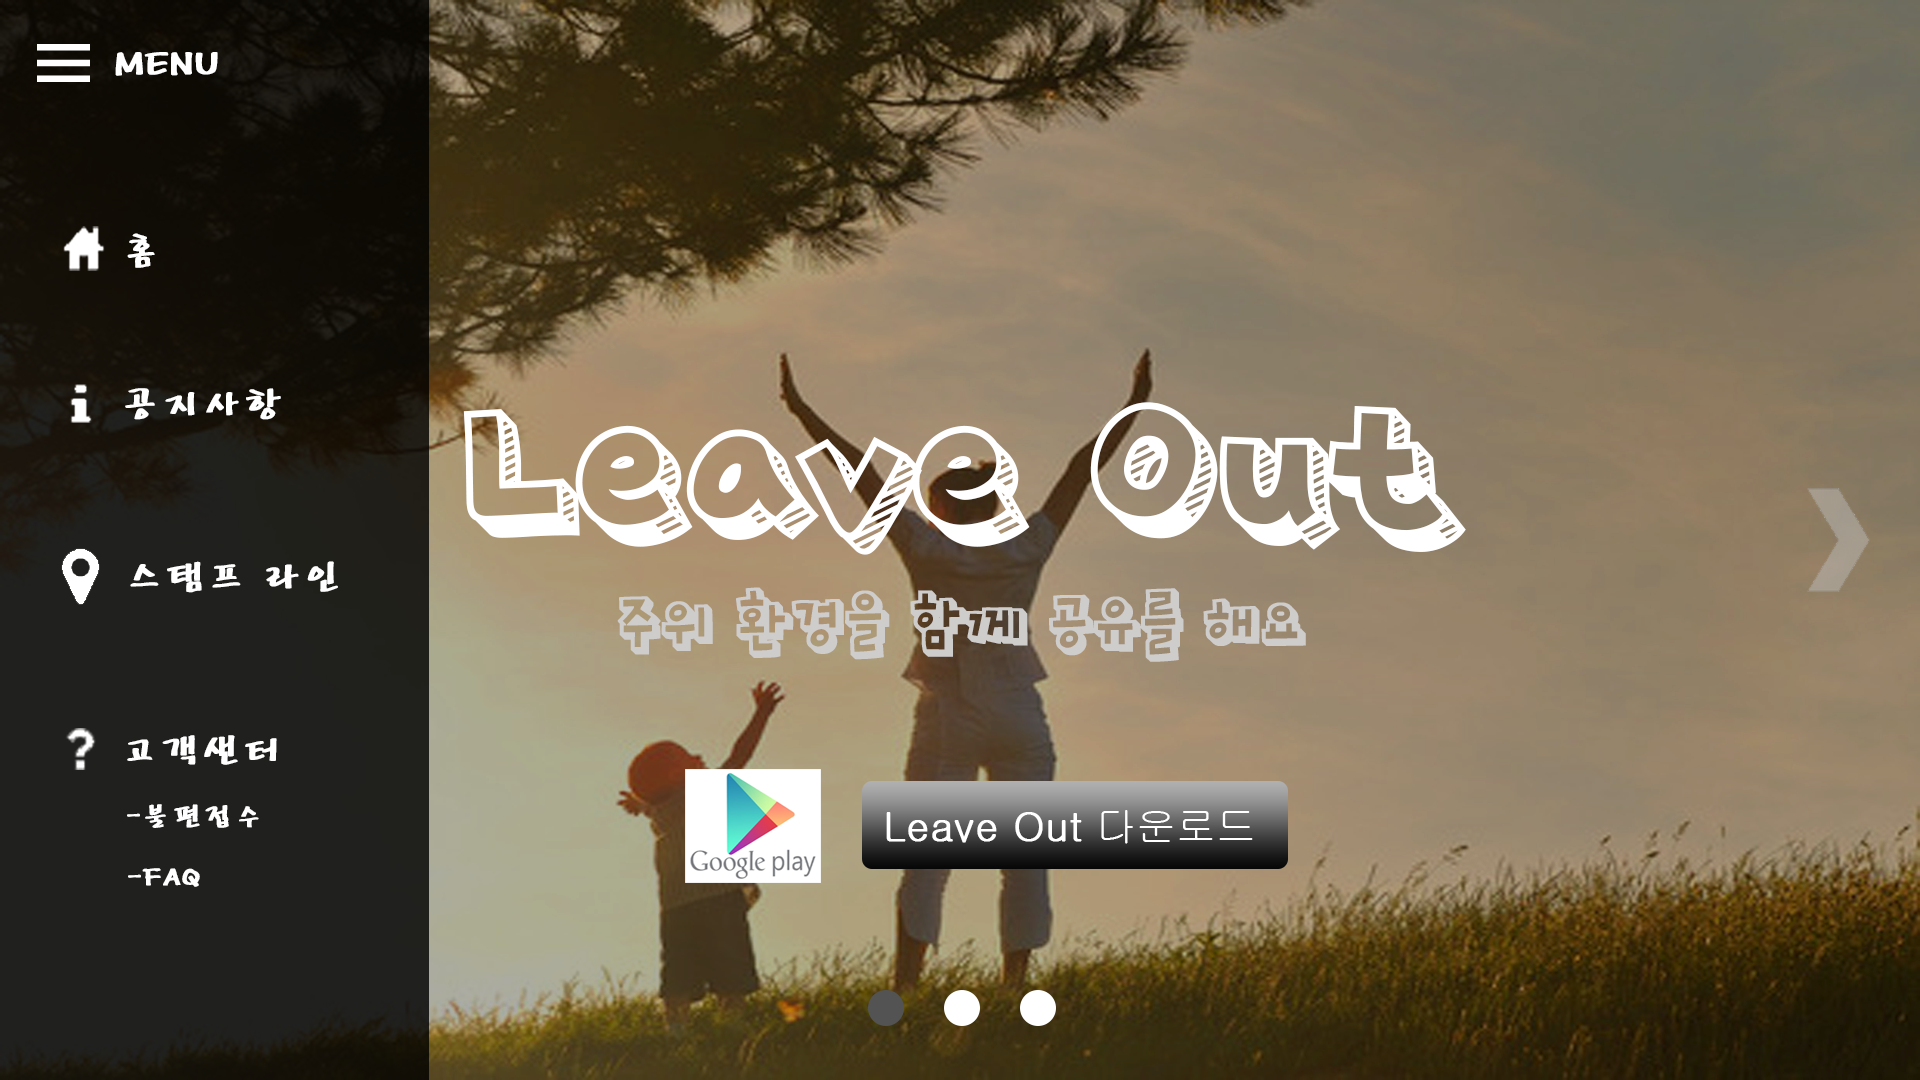 MENU
홈
공지사항
스탬프 라인
고객샌터
-불편접수
-FAQ
Leave Out
주위 환경을 함께 공유를 해요
Google play
Leave Out 다운로드